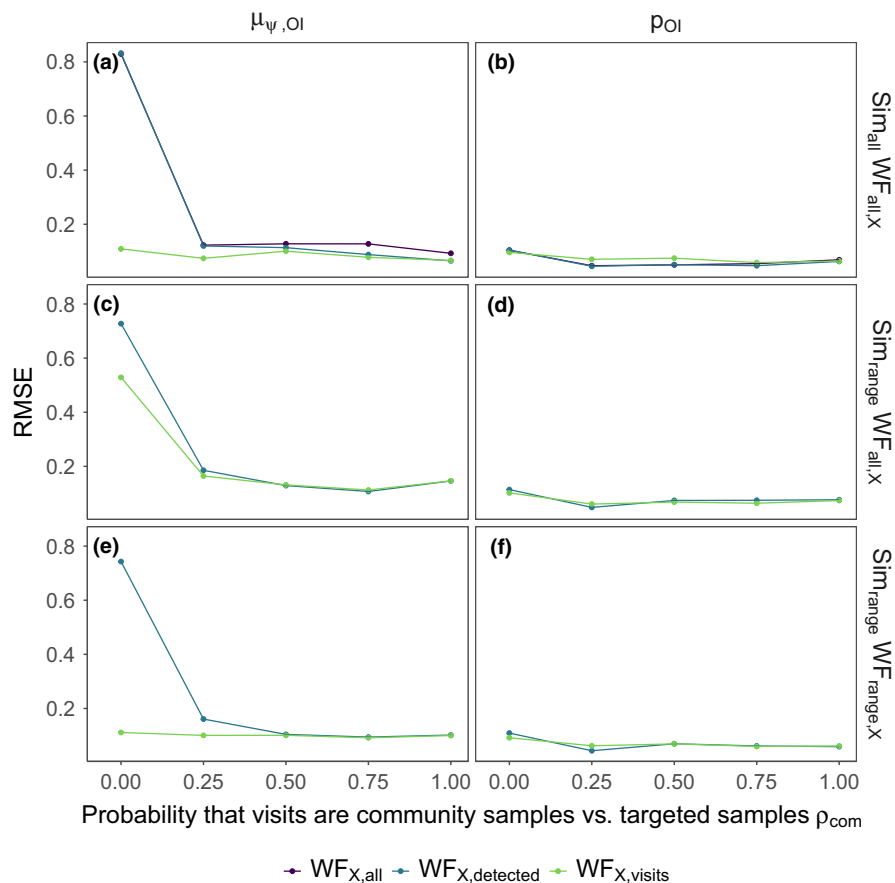 μψ,OI pOI
(a) (b)
0.8
0.6
0.4
0.2
Simall WFall,X
(c) (d)
0.8
0.6
0.4
0.2
Simrange WFall,X
(e) (f)
0.8
0.6
0.4
0.2
Simrange WFrange,X
RMSE
0.00 0.25 0.50 0.75 1.00 0.00 0.25 0.50 0.75 1.00
Probability that visits are community samples vs. targeted samples ρcom
WFX,all WFX,detected WFX,visits